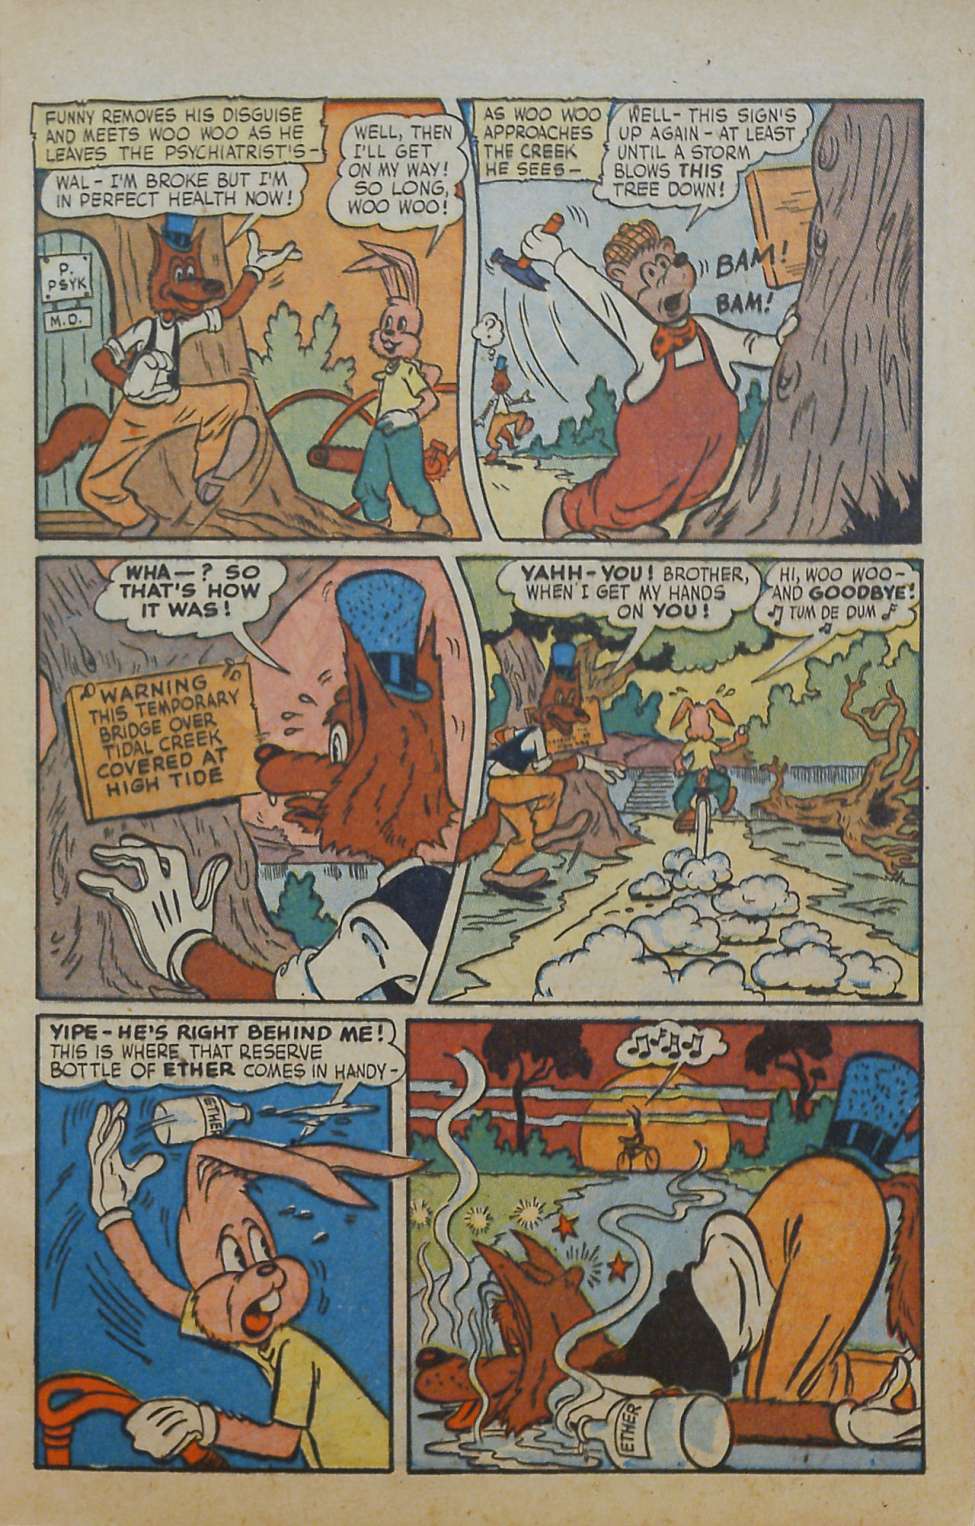 FUNNY REMOVES HIS DISGUISE
AND MEETS WOO WOO AS HE
LEAVES THE PSYCHIATRIST'S—
WAL - I'M BROKE BUT I'M
IN PERFECT HEALTH NOW!
WELL, THEN
I'LL GET
ON MY WAY!
SO LONG,
WOO WOO!
P.
PSYK
M.D.
AS WOO WOO
APPROACHES
THE CREEK
HE SEES—
WELL- THIS SIGN'S
UP AGAIN - AT LEAST
UNTIL A STORM
BLOWS THIS
TREE DOWN!
BAM!
BAM!
?
WHA—? SO
THAT'S HOW
IT WAS!
WARNING
THIS TEMPORARY
BRIDGE OVER
TIDAL CREEK
COVERED AT
HIGH TIDE
YAHH-YOU! BROTHER,
WHEN I GET MY HANDS
ON YOU!
HI, WOO WOO-
AND GOODBYE!
♫ TUM DE DUM ♫
♫
YIPE - HE'S RIGHT BEHIND ME!
THIS IS WHERE THAT RESERVE
BOTTLE OF ETHER COMES IN HANDY-
ETHER
♫♪♫
ETHER